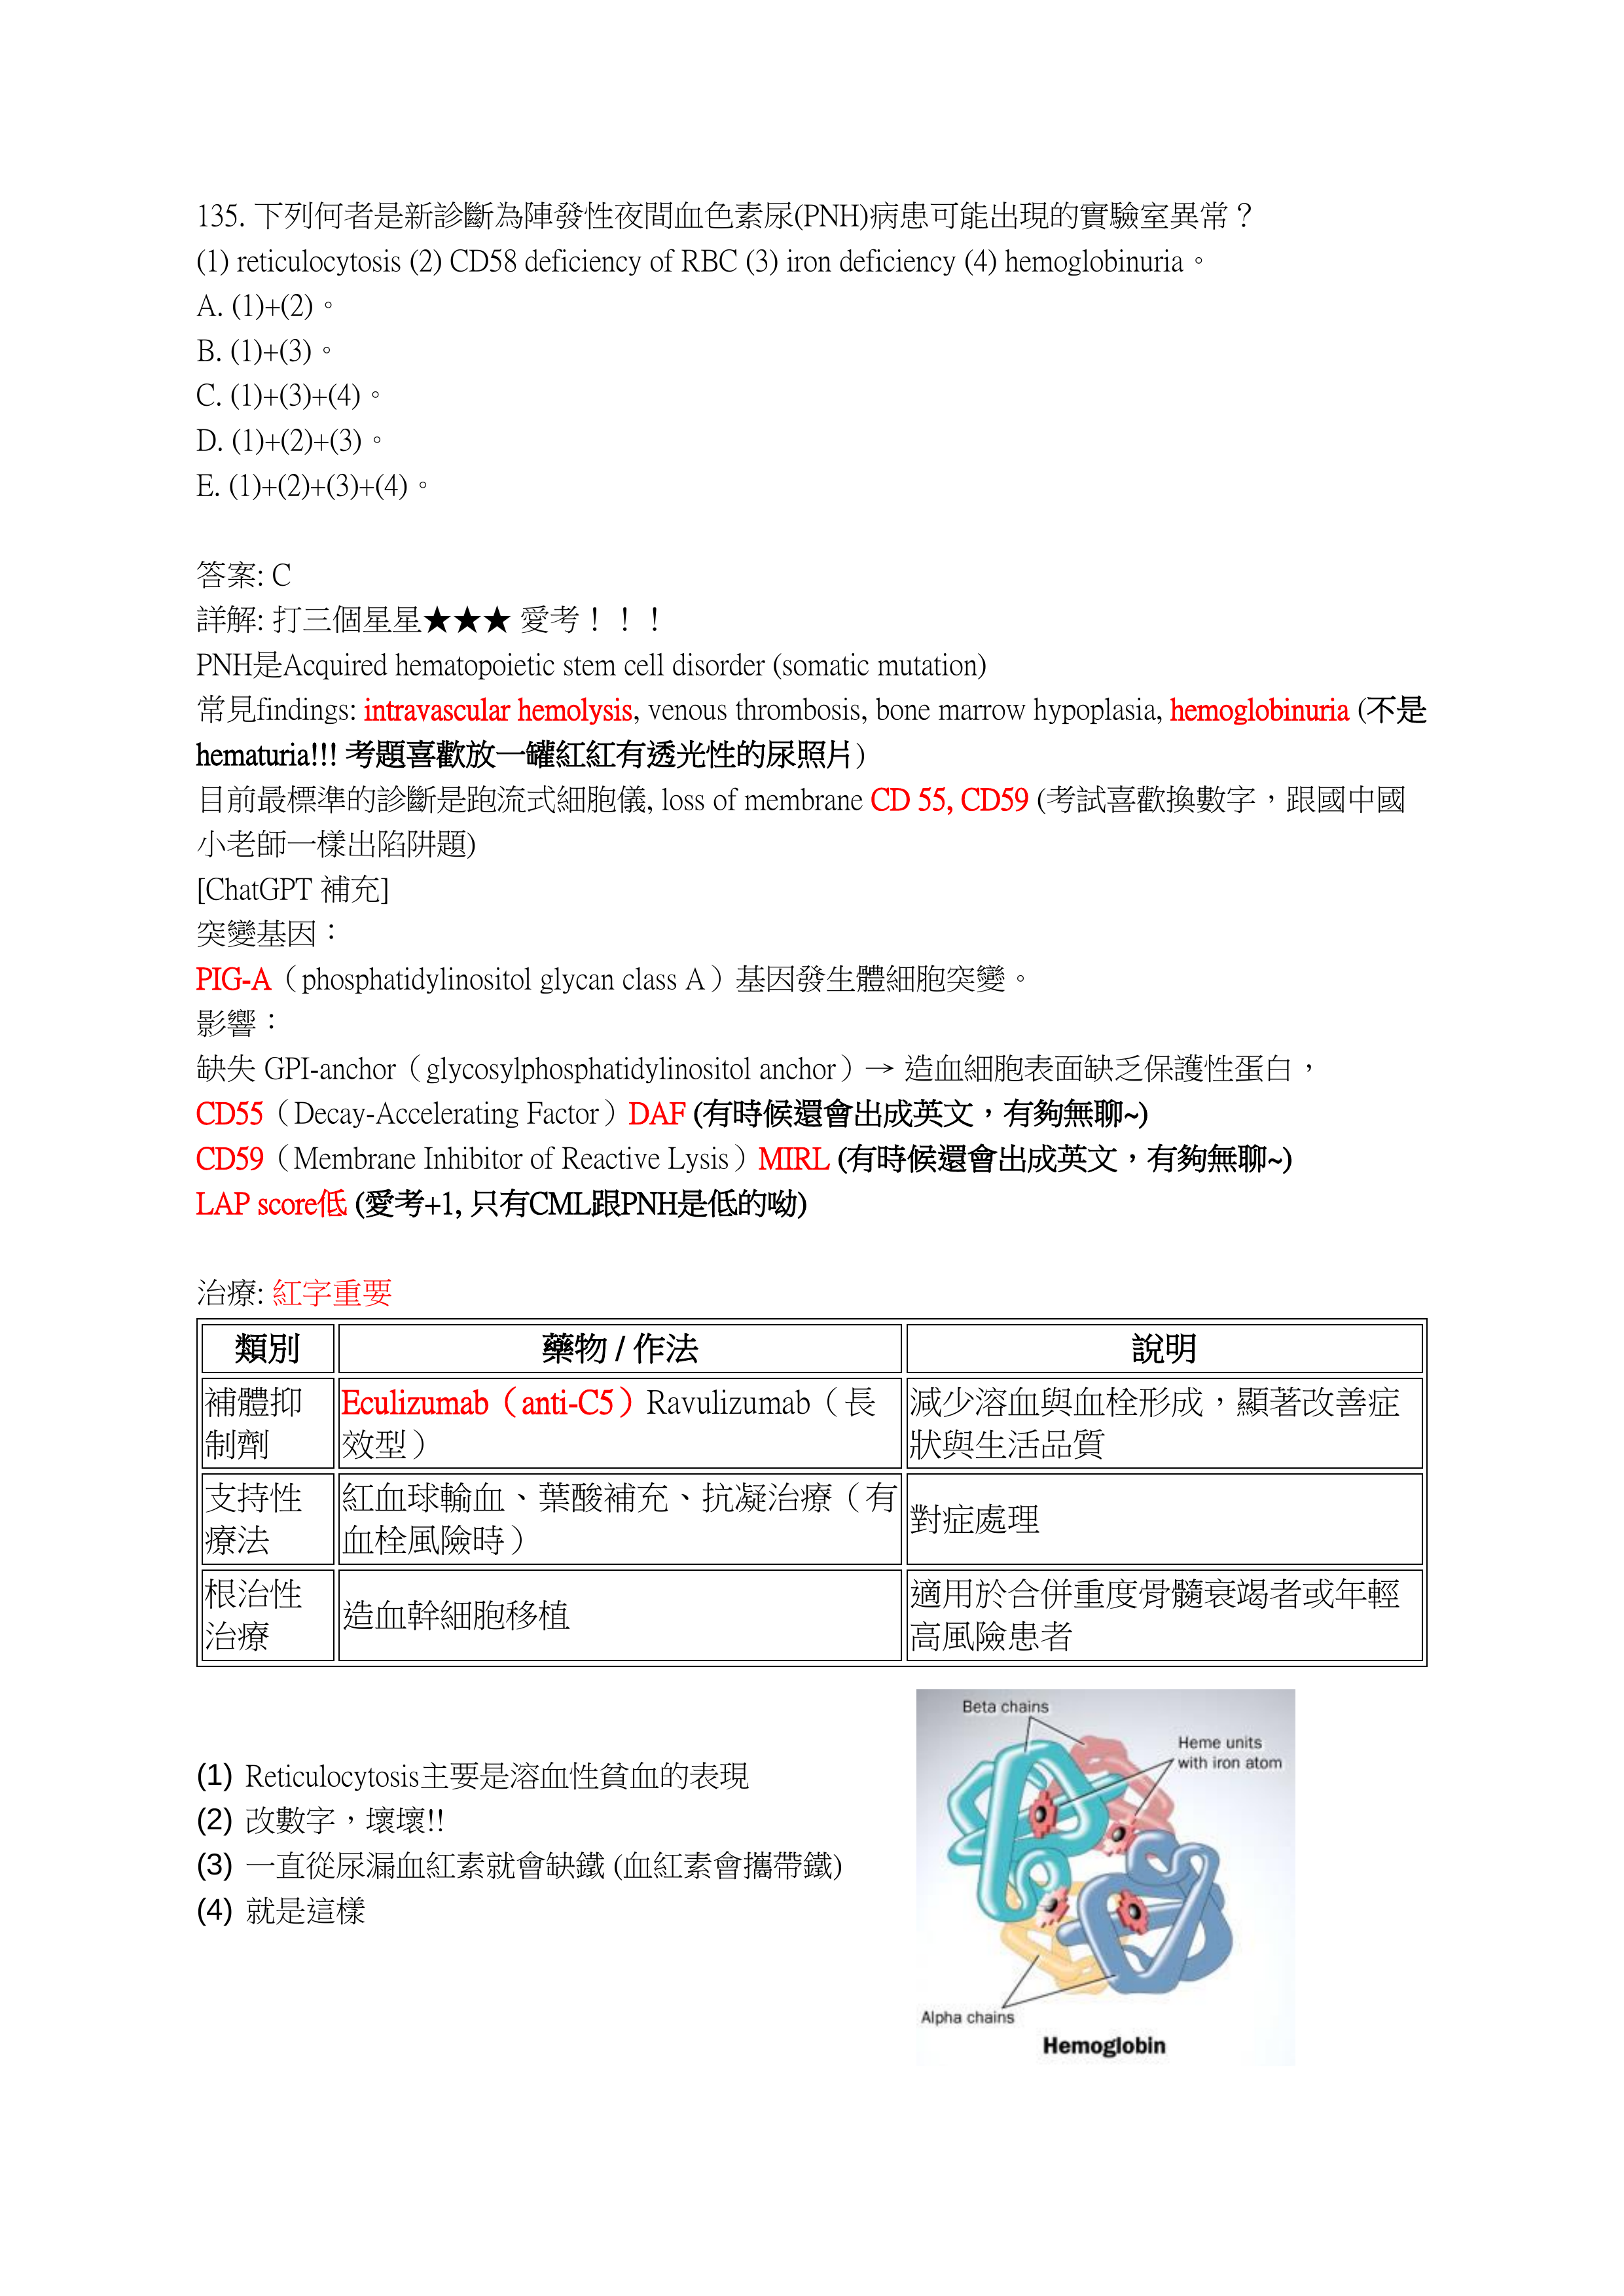 135. 下列何者是新診斷為陣發性夜間血色素尿(PNH)病患可能出現的實驗室異常？
(1) reticulocytosis (2) CD58 deficiency of RBC (3) iron deficiency (4) hemoglobinuria。
A. (1)+(2)。
B. (1)+(3)。
C. (1)+(3)+(4)。
D. (1)+(2)+(3)。
E. (1)+(2)+(3)+(4)。
答案: C
詳解: 打三個星星★★★ 愛考！！！
PNH是Acquired hematopoietic stem cell disorder (somatic mutation)
常見findings: intravascular hemolysis, venous thrombosis, bone marrow hypoplasia, hemoglobinuria (不是
hematuria!!! 考題喜歡放一罐紅紅有透光性的尿照片)
目前最標準的診斷是跑流式細胞儀, loss of membrane CD 55, CD59 (考試喜歡換數字，跟國中國
小老師一樣出陷阱題)
[ChatGPT 補充]
突變基因：
PIG-A（phosphatidylinositol glycan class A）基因發生體細胞突變。
影響：
缺失 GPI-anchor（glycosylphosphatidylinositol anchor）→ 造血細胞表面缺乏保護性蛋白，
CD55（Decay-Accelerating Factor）DAF (有時候還會出成英文，有夠無聊~)
CD59（Membrane Inhibitor of Reactive Lysis）MIRL (有時候還會出成英文，有夠無聊~)
LAP score低 (愛考+1, 只有CML跟PNH是低的呦)
治療: 紅字重要
類別 藥物 / 作法 說明
補體抑
制劑
Eculizumab（anti-C5）Ravulizumab（長
效型）
減少溶血與血栓形成，顯著改善症
狀與生活品質
支持性
療法
紅血球輸血、葉酸補充、抗凝治療（有
血栓風險時）
對症處理
根治性
治療
造血幹細胞移植
適用於合併重度骨髓衰竭者或年輕
高風險患者
(1) Reticulocytosis主要是溶血性貧血的表現
(2) 改數字，壞壞!!
(3) 一直從尿漏血紅素就會缺鐵 (血紅素會攜帶鐵)
(4) 就是這樣
Beta chains
Heme units
with iron atom
Alpha chains
Hemoglobin